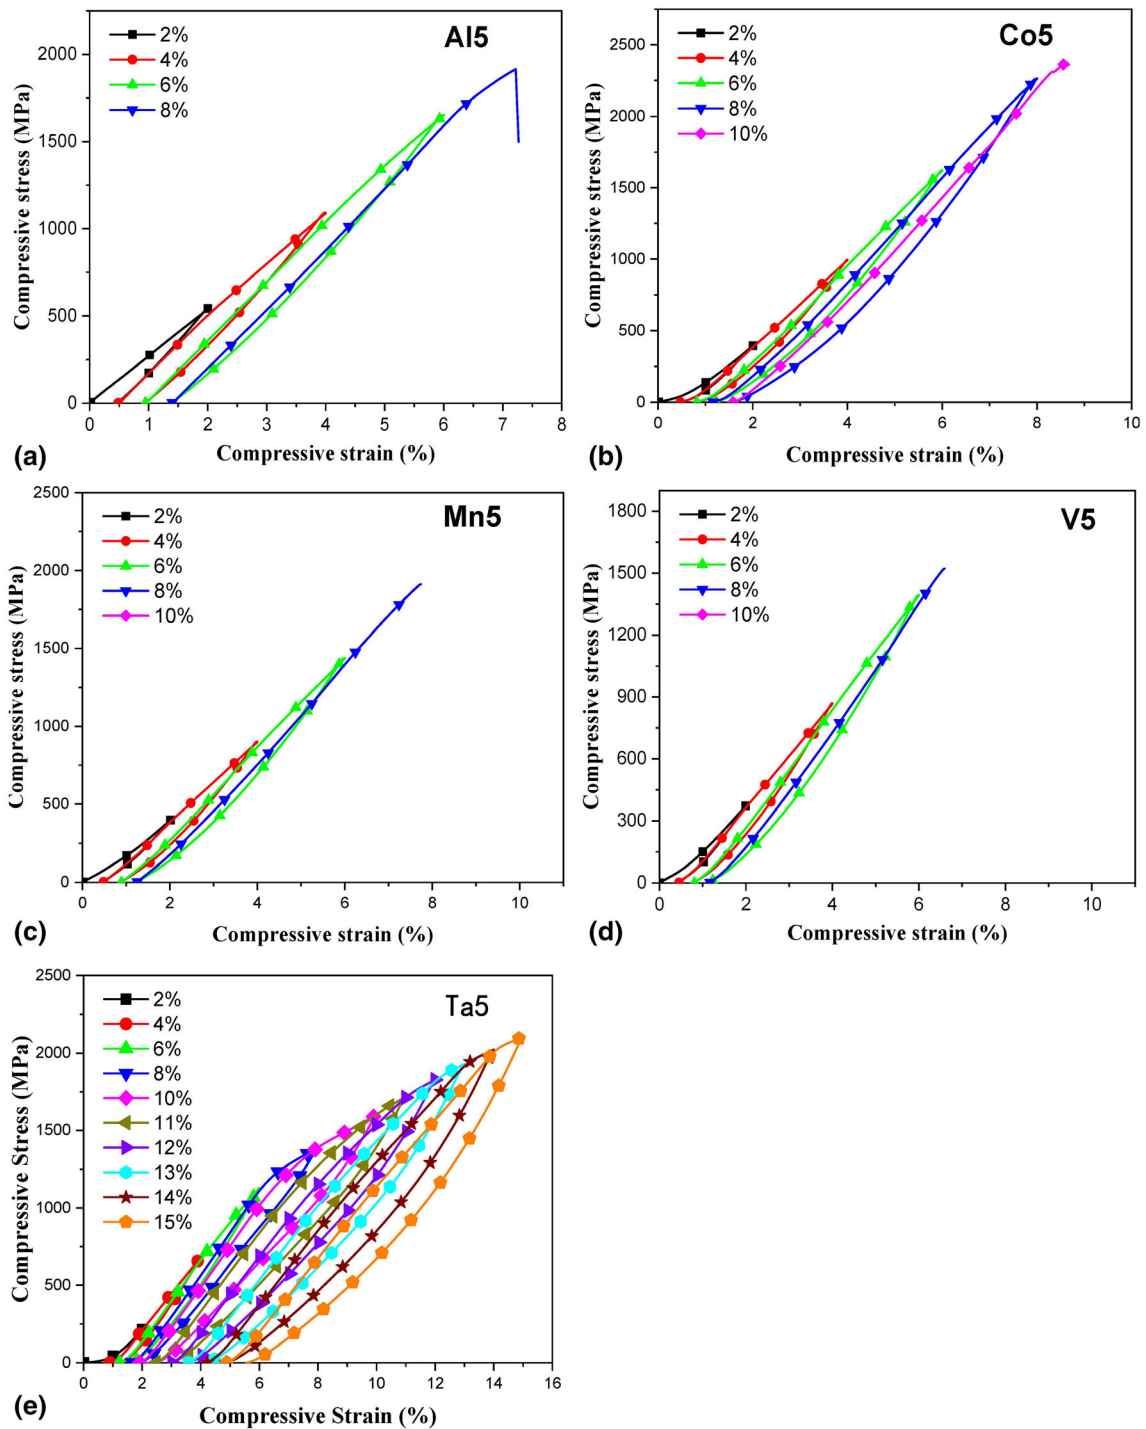 Al5
2%
4%
6%
8%
2000
1500
1000
500
0
0 1 2 3 4 5 6 7 8
Compressive stress (MPa)
Compressive strain (%)
(a)
Co5
2%
4%
6%
8%
10%
2500
2000
1500
1000
500
0
0 2 4 6 8 10
Compressive stress (MPa)
Compressive strain (%)
(b)
Mn5
2%
4%
6%
8%
10%
2500
2000
1500
1000
500
0
0 2 4 6 8 10
Compressive stress (MPa)
Compressive strain (%)
(c)
V5
2%
4%
6%
8%
10%
1800
1500
1200
900
600
300
0
0 2 4 6 8 10
Compressive stress (MPa)
Compressive strain (%)
(d)
Ta5
2%
4%
6%
8%
10%
11%
12%
13%
14%
15%
2500
2000
1500
1000
500
0
0 2 4 6 8 10 12 14 16
Compressive Stress (MPa)
Compressive Strain (%)
(e)